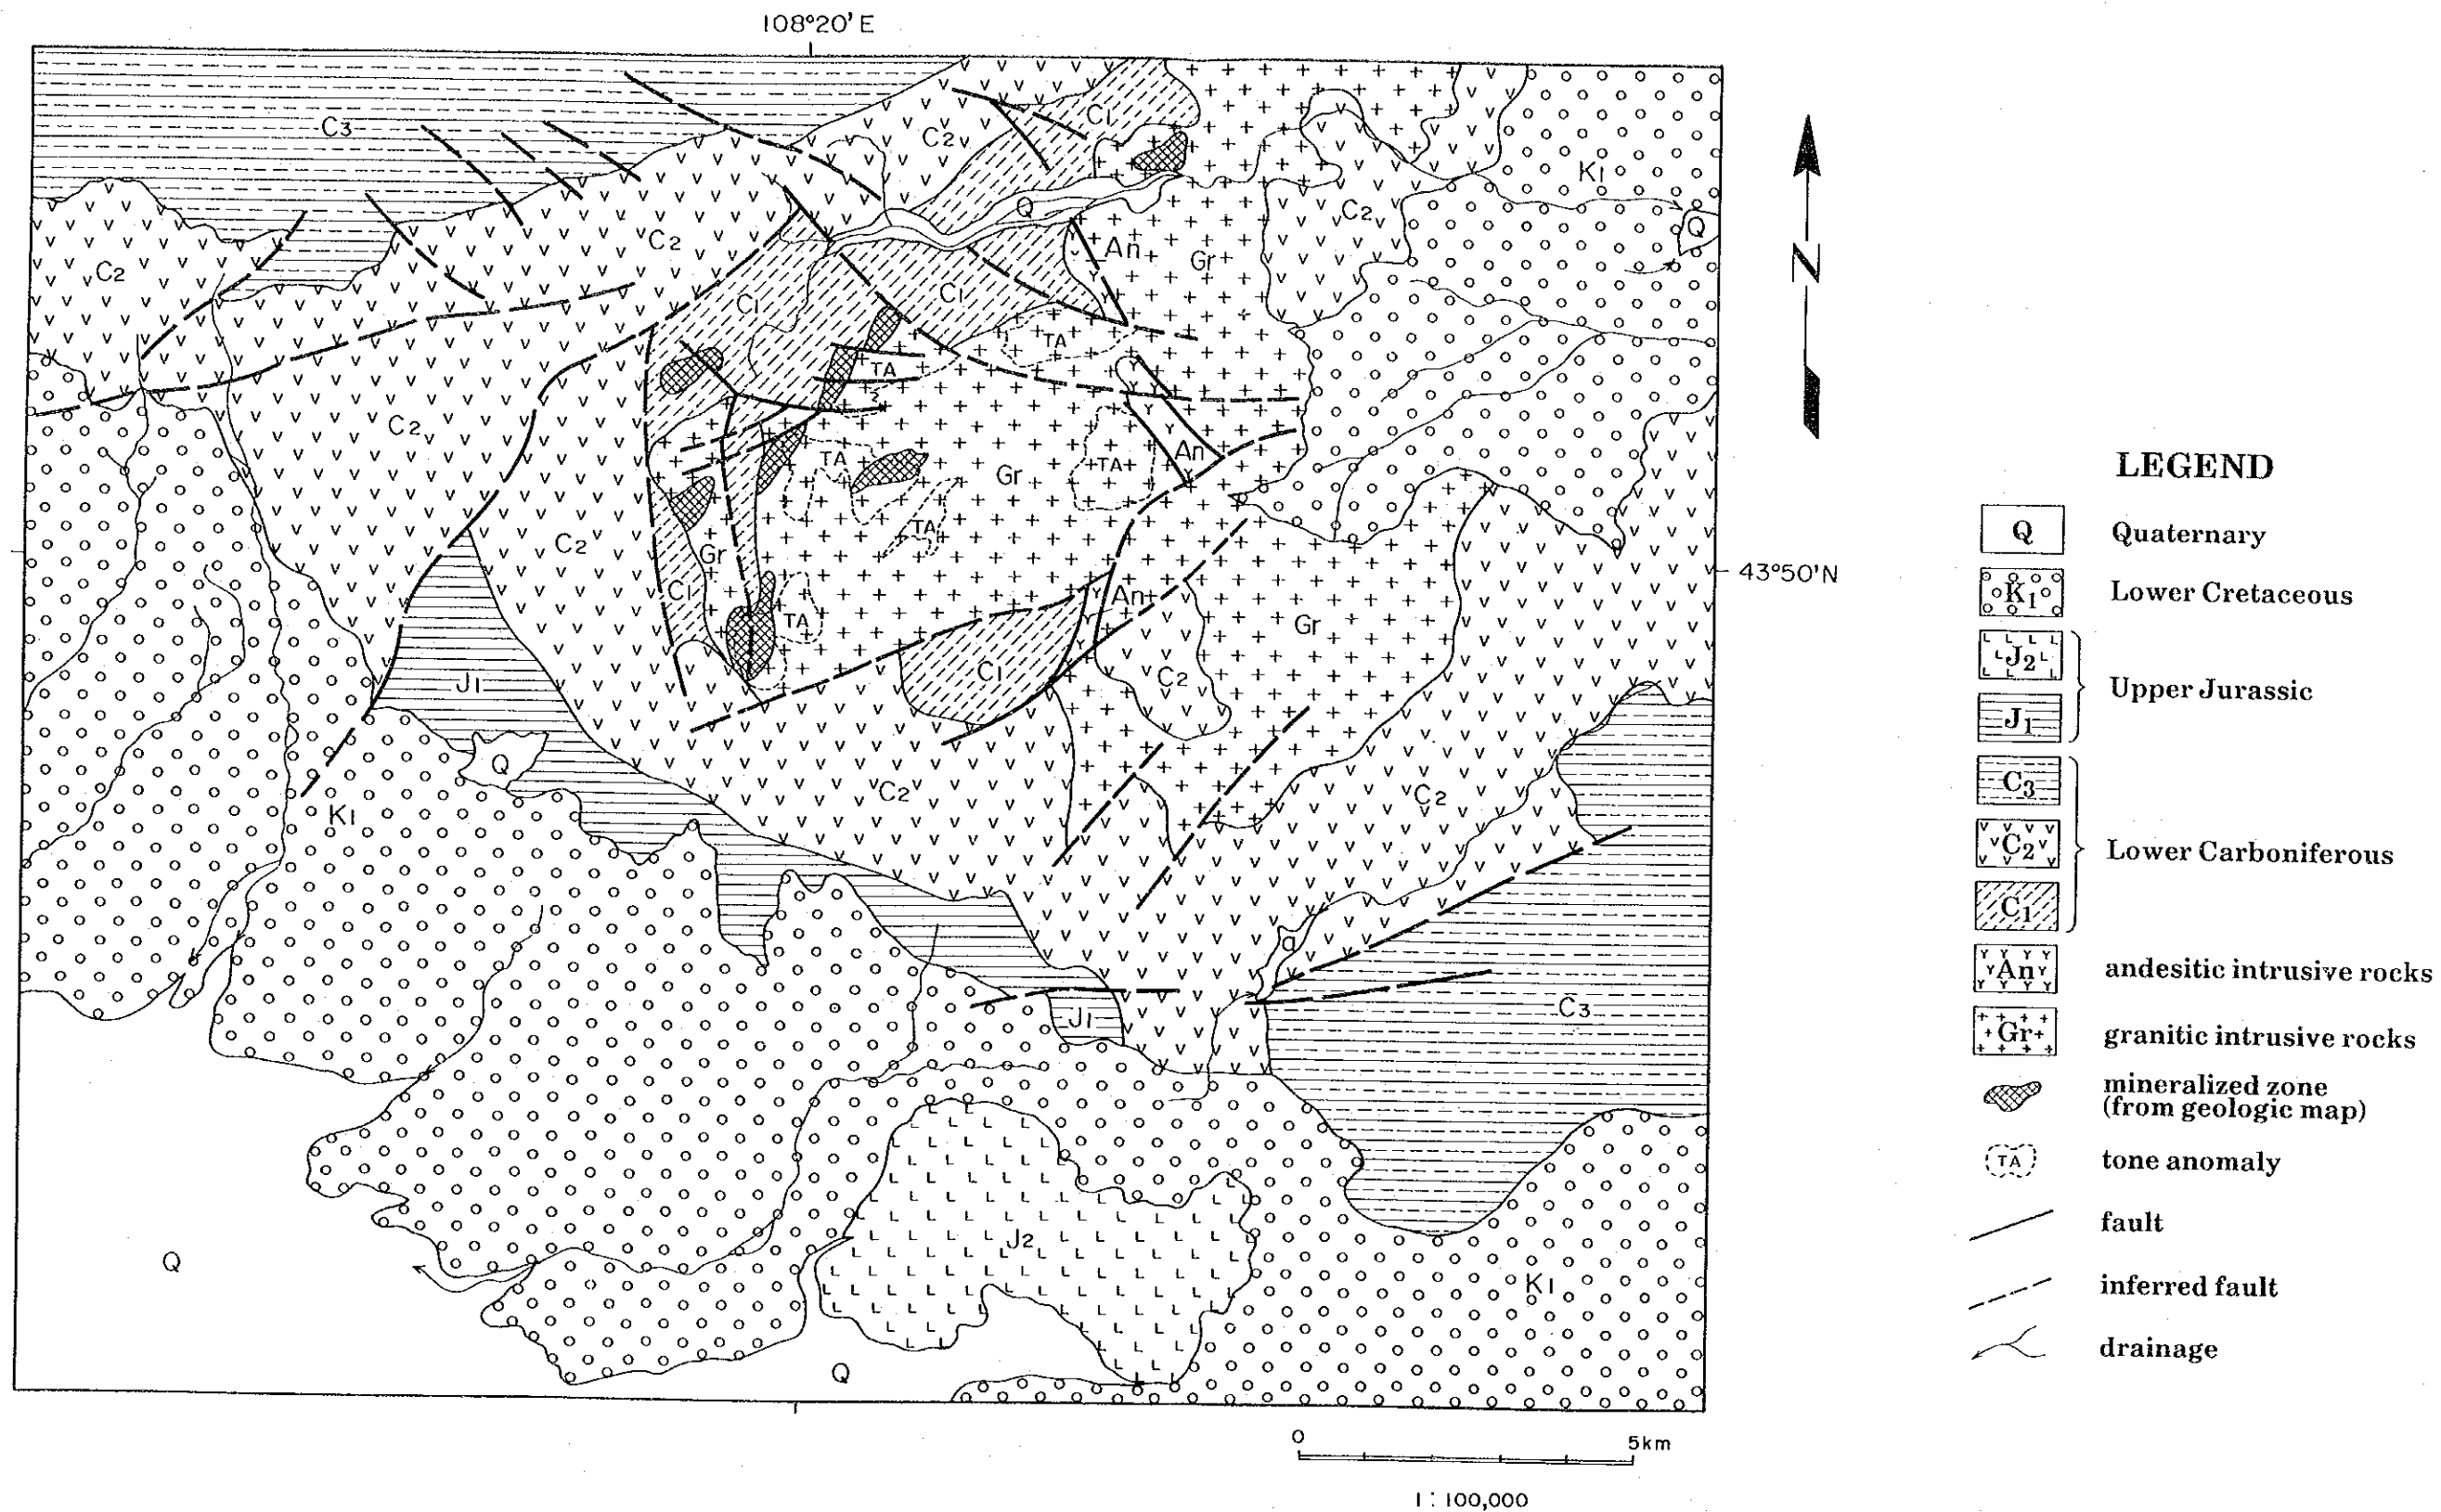 108°20' E
C3
C2
C1
K1
Q
C2
C2
Q
C2
An
Gr
C2
C1
C1
TA
TA
C2
TA
Gr
TA
An
TA
C2
Gr
43°50'N
C1
An
TA
Gr
J1
C1
C2
Q
K1
C2
C2
Q
C3
J1
J2
Q
K1
Q
N
LEGEND
Q Quaternary
K1 Lower Cretaceous
J2
Upper Jurassic
J1
C3
C2 Lower Carboniferous
C1
An andesitic intrusive rocks
Gr granitic intrusive rocks
mineralized zone
(from geologic map)
TA tone anomaly
fault
inferred fault
drainage
0 5km
1 : 100,000